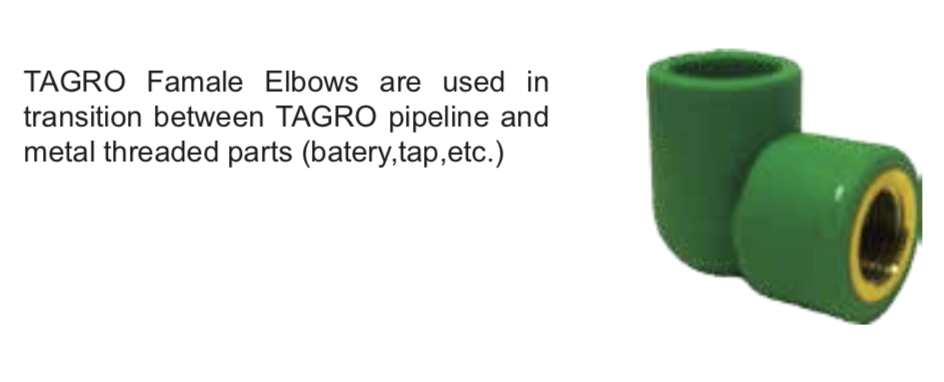 TAGRO Famale Elbows are used in
transition between TAGRO pipeline and
metal threaded parts (batery,tap,etc.)